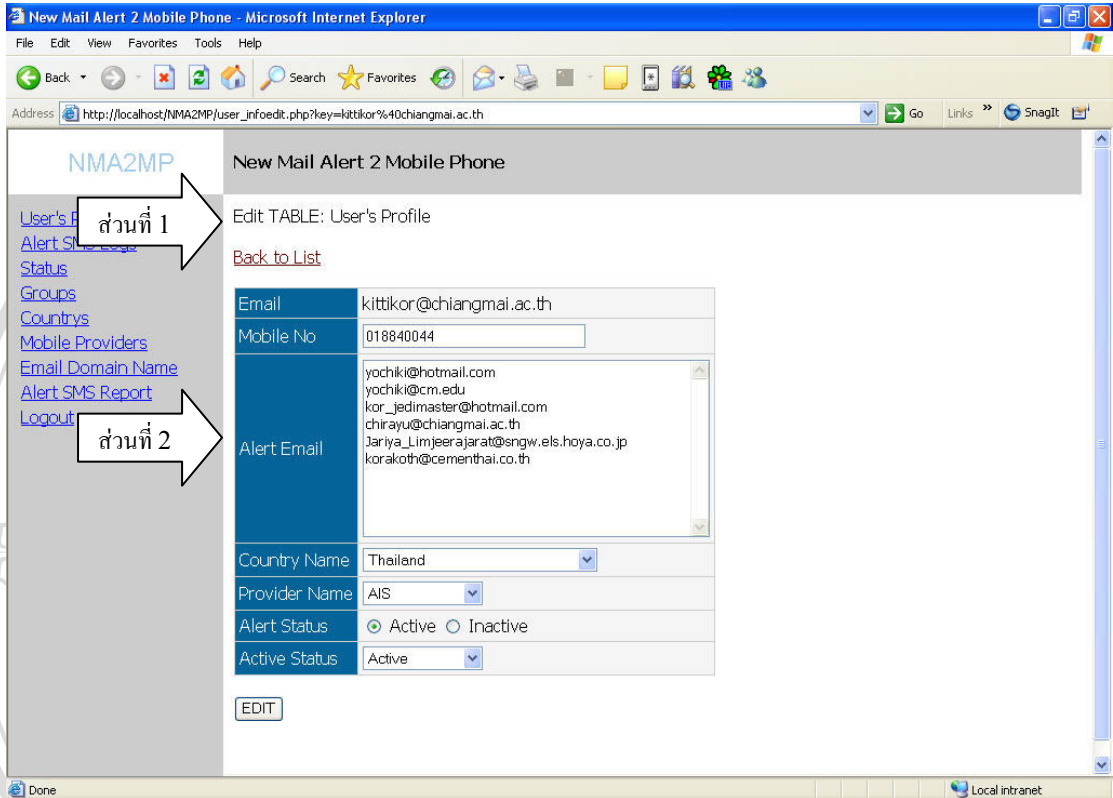 New Mail Alert 2 Mobile Phone - Microsoft Internet Explorer
File Edit View Favorites Tools Help
Back Search Favorites
Address http://localhost/NMA2MP/user_infoedit.php?key=kittikor%40chiangmai.ac.th Go Links » SnagIt
NMA2MP
New Mail Alert 2 Mobile Phone
User's
Alert
Status
Groups
Countrys
Mobile Providers
Email Domain Name
Alert SMS Report
Logout
ส่วนที่ 1
ส่วนที่ 2
Edit TABLE: User's Profile
Back to List
Email kittikor@chiangmai.ac.th
Mobile No 018840044
Alert Email
yochiki@hotmail.com
yochiki@cm.edu
kor_jedimaster@hotmail.com
chirayu@chiangmai.ac.th
Jariya_Limjeerajarat@sngw.els.hoya.co.jp
korakoth@cementhai.co.th
Country Name Thailand
Provider Name AIS
Alert Status Active Inactive
Active Status Active
EDIT
Done Local intranet